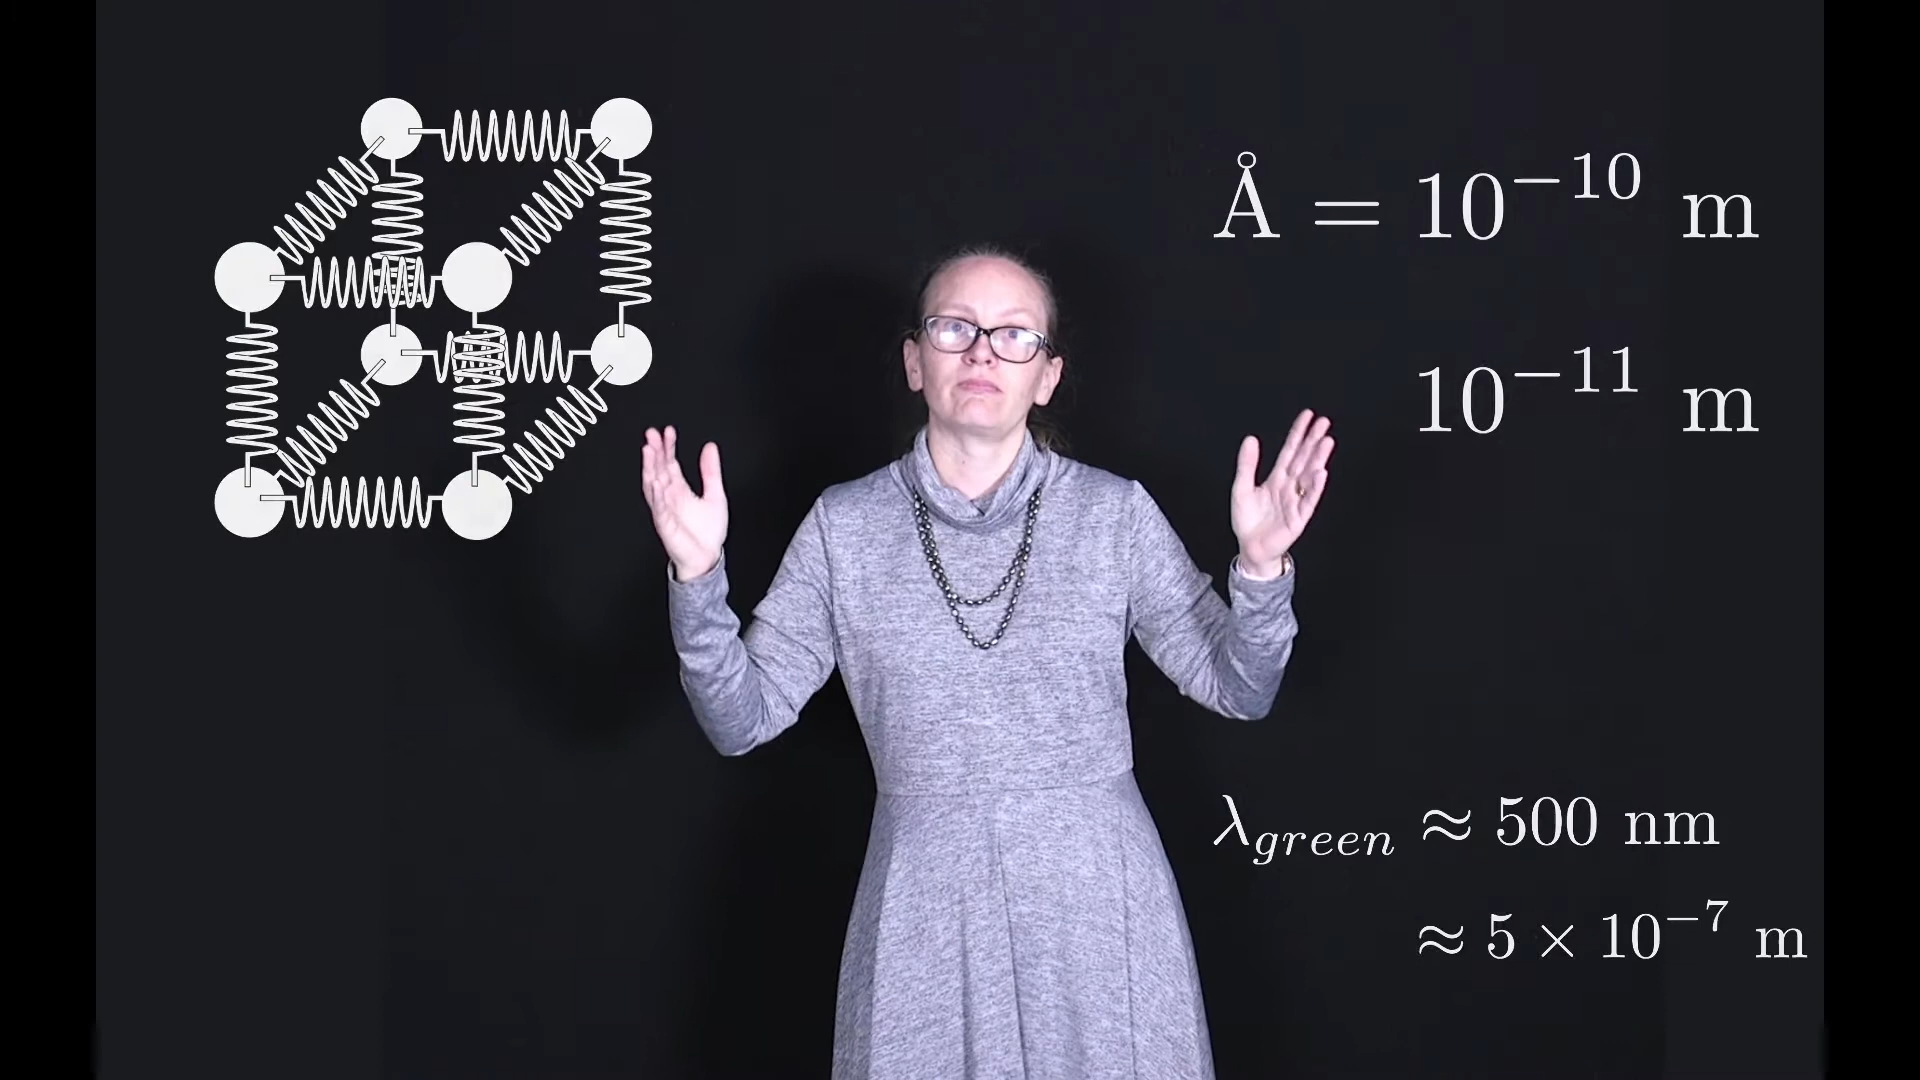 Å = 10⁻¹⁰ m
10⁻¹¹ m
λ_green ≈ 500 nm
≈ 5 × 10⁻⁷ m